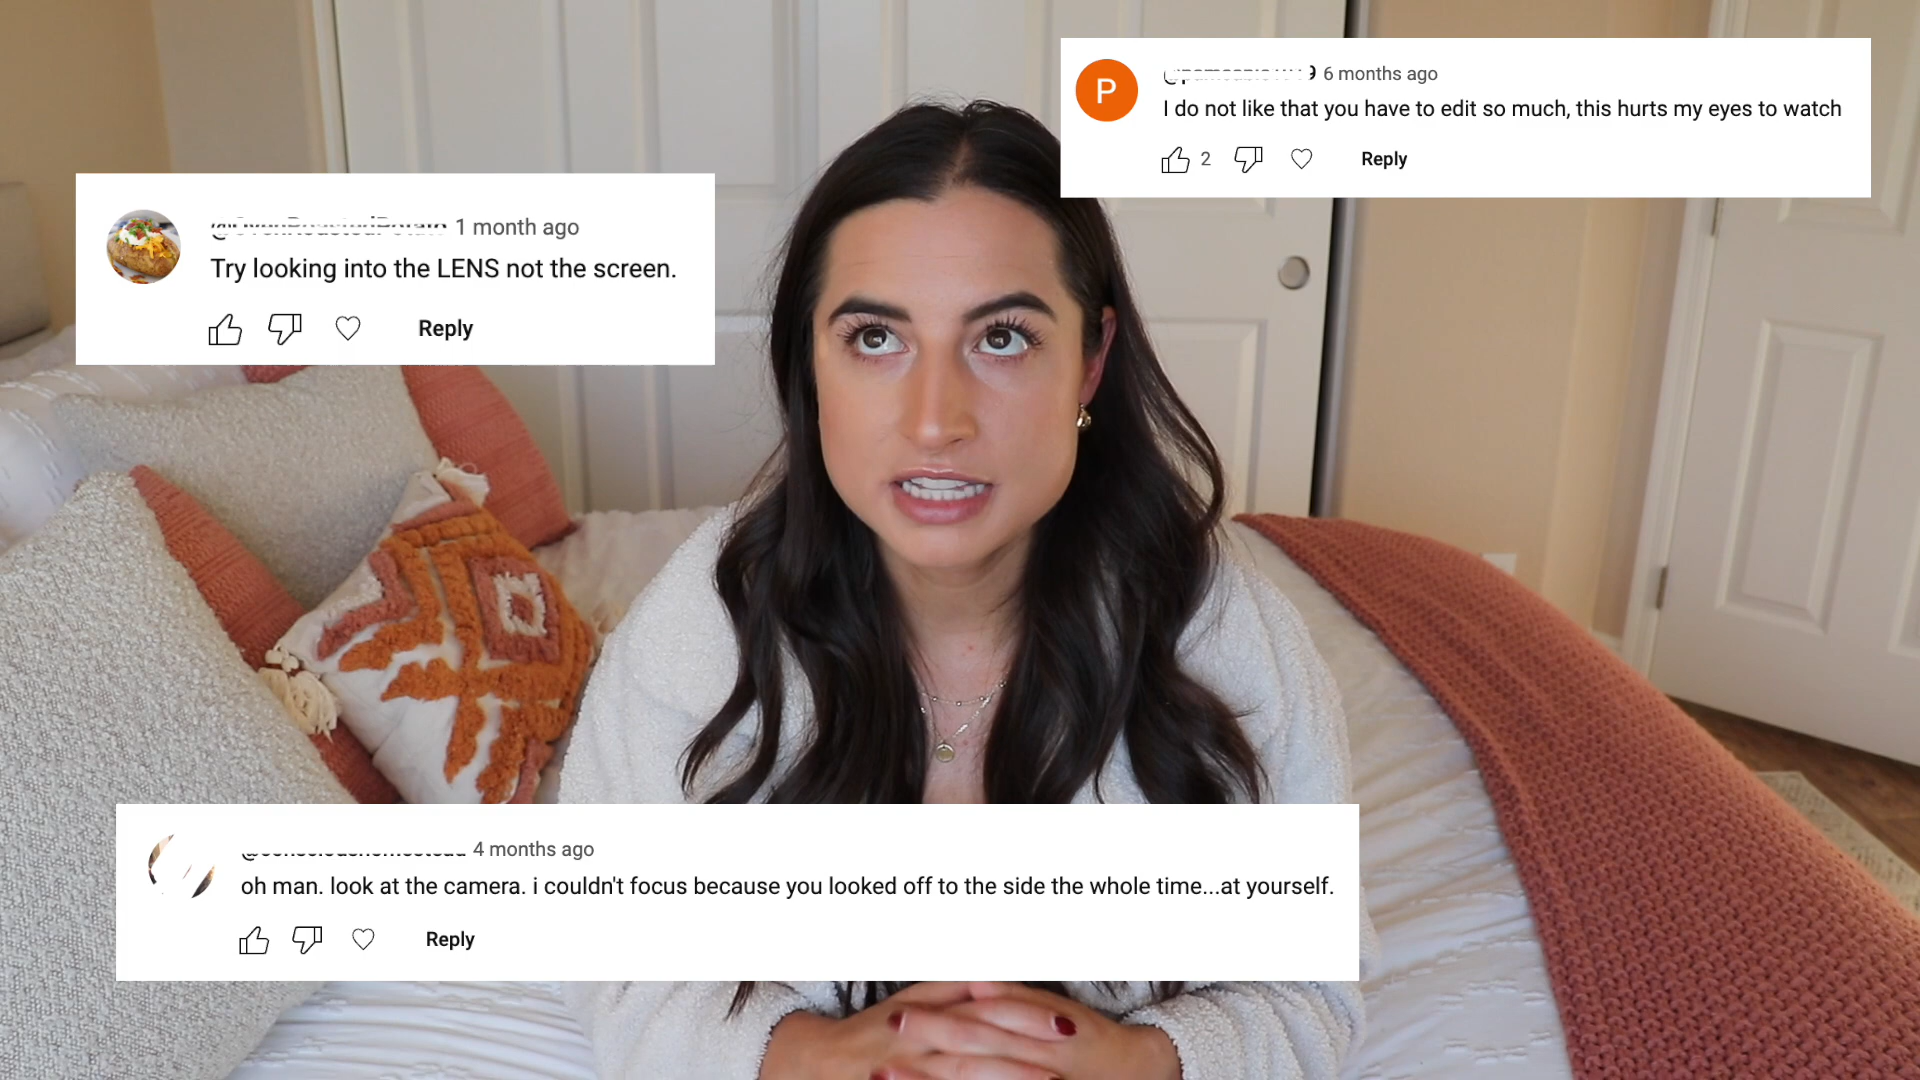 P
6 months ago
I do not like that you have to edit so much, this hurts my eyes to watch
2 Reply
1 month ago
Try looking into the LENS not the screen.
Reply
4 months ago
oh man. look at the camera. i couldn't focus because you looked off to the side the whole time...at yourself.
Reply